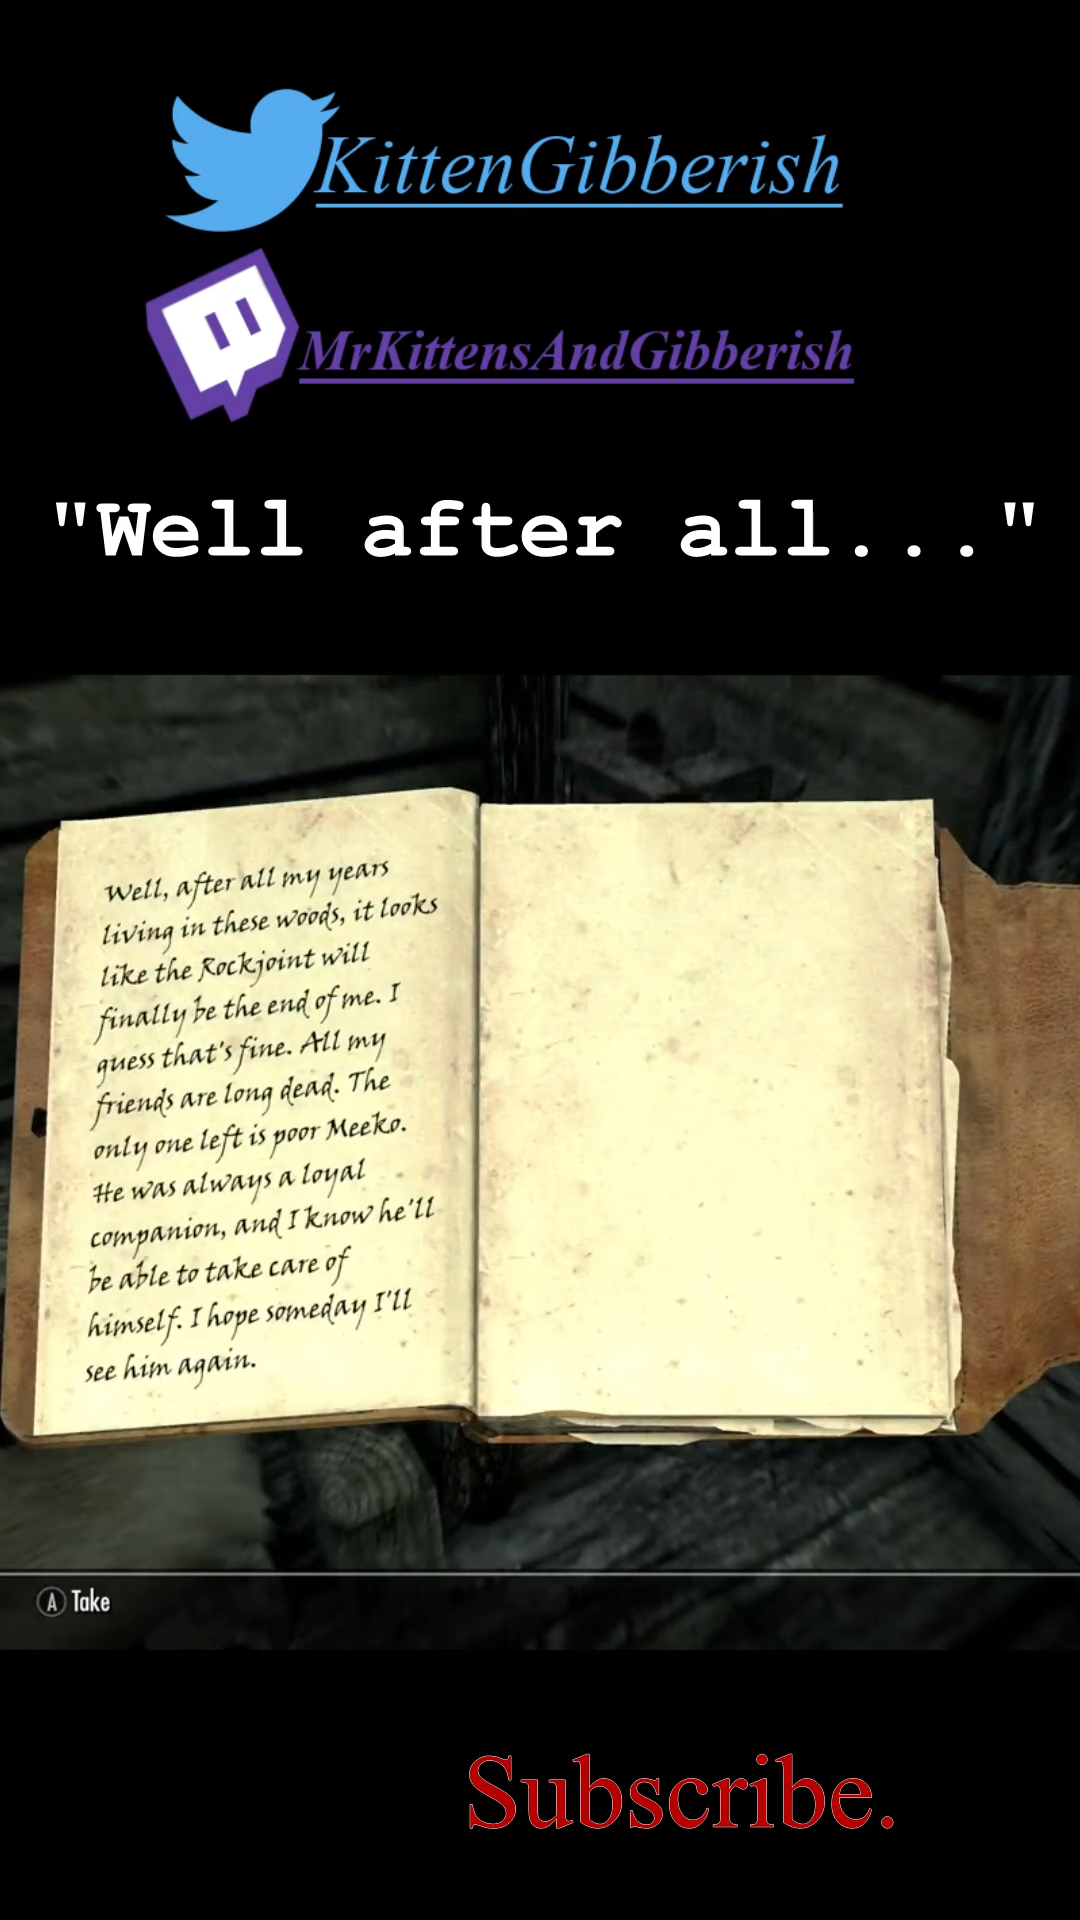 KittenGibberish
MrKittensAndGibberish
"Well after all..."
Well, after all my years
living in these woods, it looks
like the Rockjoint will
finally be the end of me. I
guess that's fine. All my
friends are long dead. The
only one left is poor Meeko.
He was always a loyal
companion, and I know he'll
be able to take care of
himself. I hope someday I'll
see him again.
A Take
Subscribe.